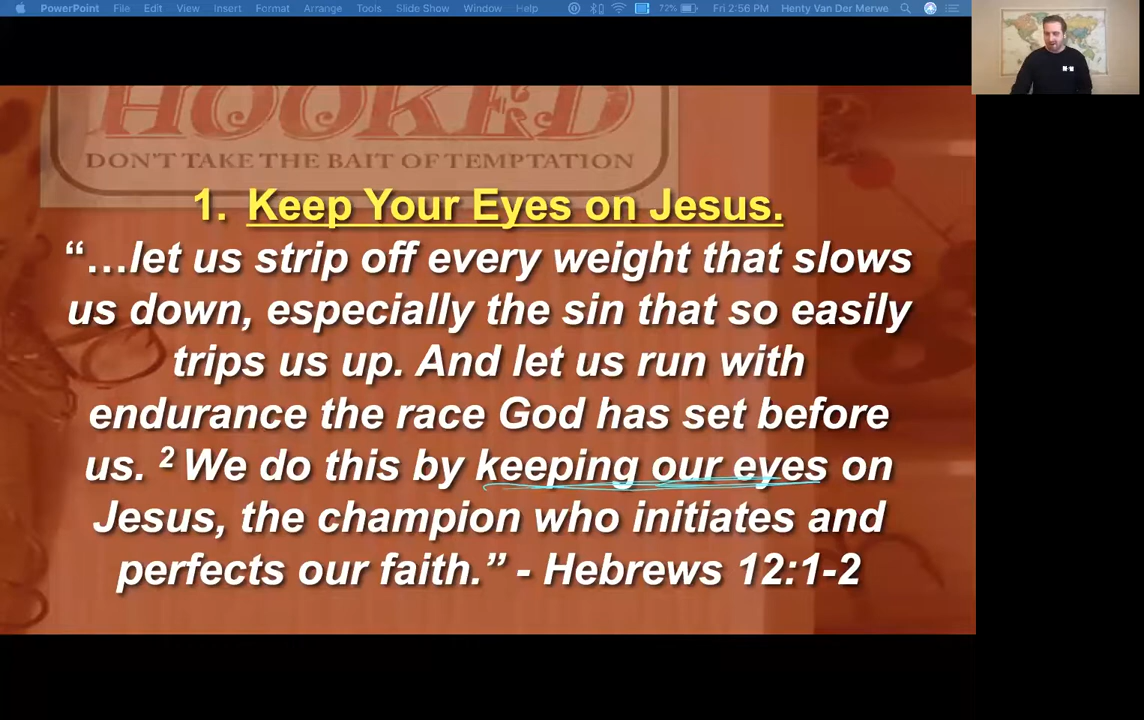 PowerPoint File Edit View Insert Format Arrange Tools Slide Show Window Help 72% Fri 2:56 PM Henty Van Der Merwe
HOOKED
DON'T TAKE THE BAIT OF TEMPTATION
1. Keep Your Eyes on Jesus.
“…let us strip off every weight that slows
us down, especially the sin that so easily
trips us up. And let us run with
endurance the race God has set before
us. ² We do this by keeping our eyes on
Jesus, the champion who initiates and
perfects our faith.” - Hebrews 12:1-2